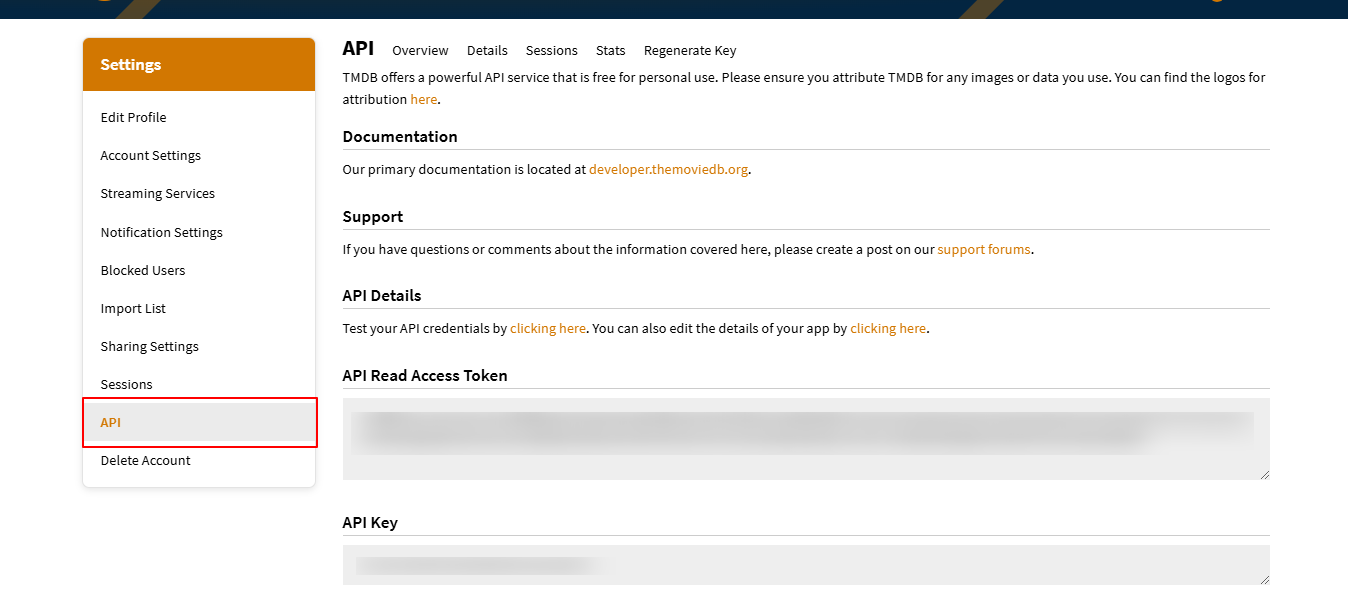 Settings
Edit Profile
Account Settings
Streaming Services
Notification Settings
Blocked Users
Import List
Sharing Settings
Sessions
API
Delete Account
API Overview Details Sessions Stats Regenerate Key
TMDB offers a powerful API service that is free for personal use. Please ensure you attribute TMDB for any images or data you use. You can find the logos for
attribution here.
Documentation
Our primary documentation is located at developer.themoviedb.org.
Support
If you have questions or comments about the information covered here, please create a post on our support forums.
API Details
Test your API credentials by clicking here. You can also edit the details of your app by clicking here.
API Read Access Token
API Key